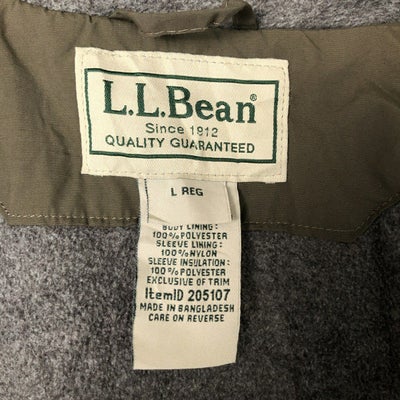 L.L.Bean®
Since 1912
QUALITY GUARANTEED
L REG
BODY LINING:
100% POLYESTER
SLEEVE LINING:
100% NYLON
SLEEVE INSULATION:
100% POLYESTER
EXCLUSIVE OF TRIM
ItemID 205107
MADE IN BANGLADESH
CARE ON REVERSE